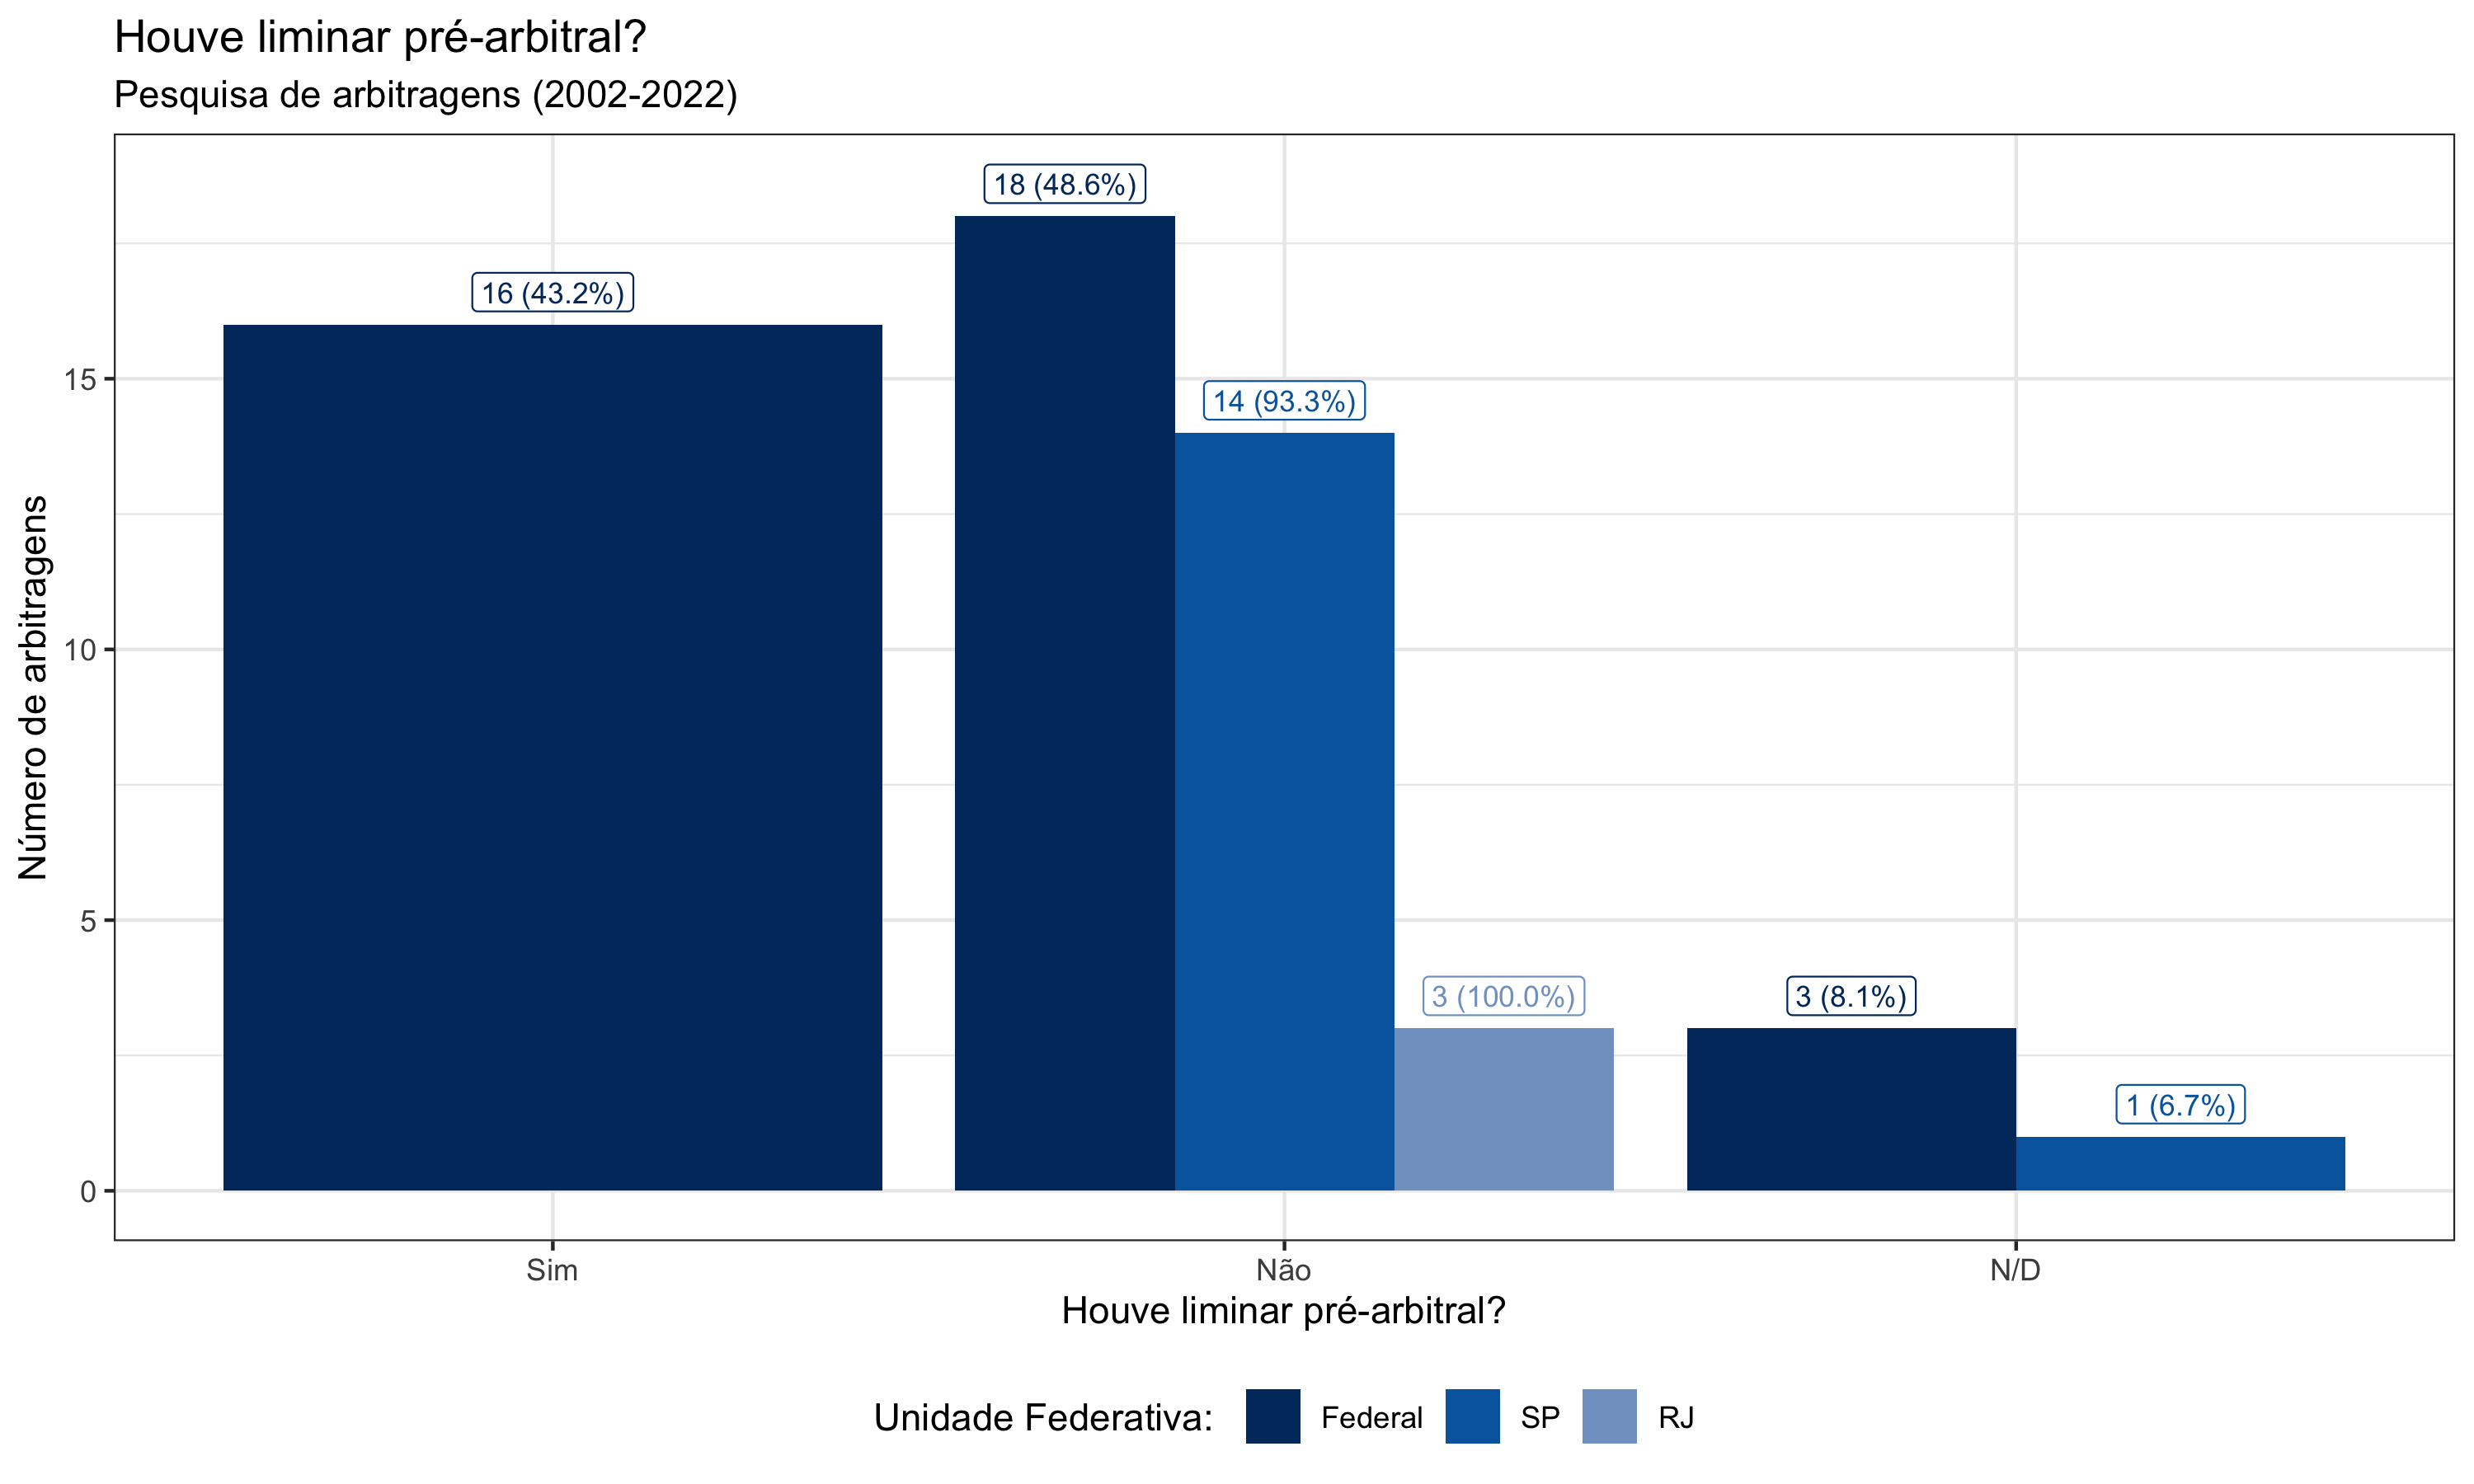 Houve liminar pré-arbitral?
Pesquisa de arbitragens (2002-2022)
18 (48.6%)
16 (43.2%)
14 (93.3%)
3 (100.0%)
3 (8.1%)
1 (6.7%)
Número de arbitragens
15
10
5
0
Sim
Não
N/D
Houve liminar pré-arbitral?
Unidade Federativa: Federal SP RJ